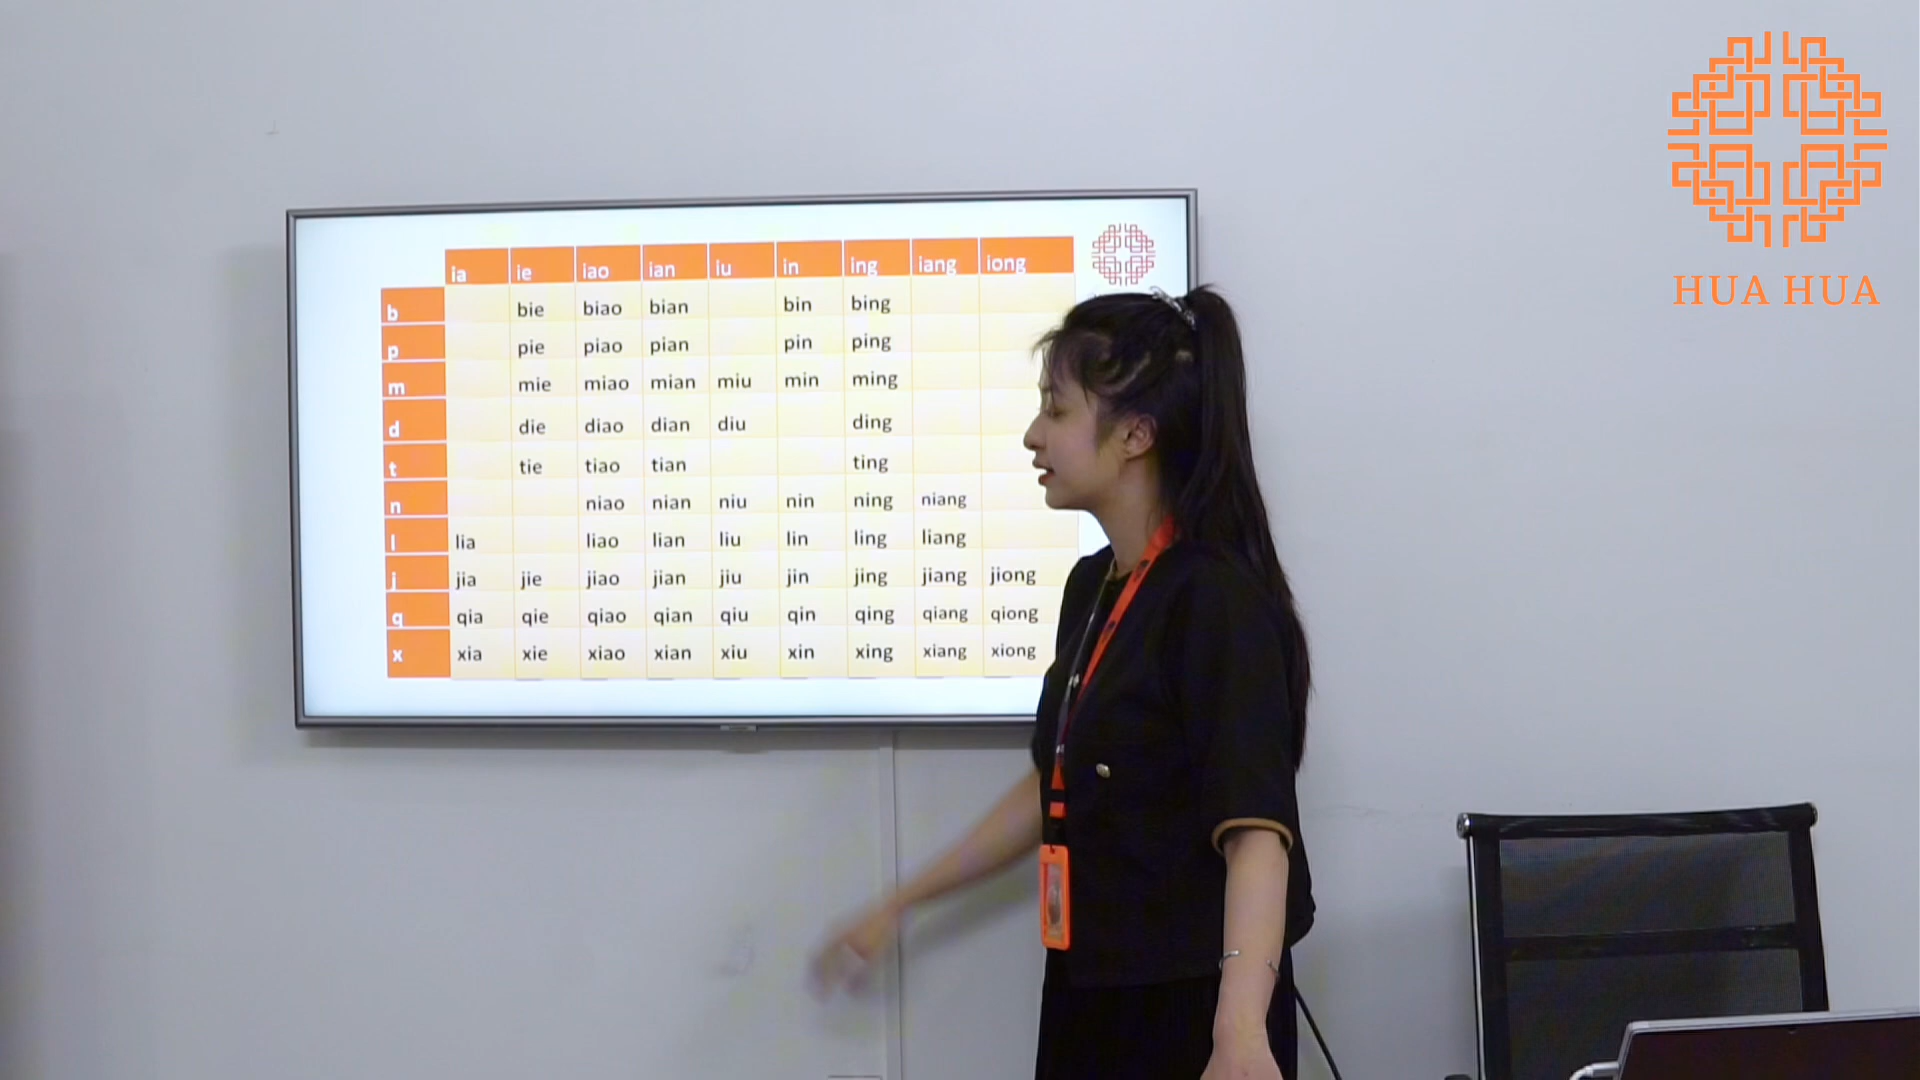 HUA HUA
ia ie iao ian iu in ing iang iong
b bie biao bian bin bing
p pie piao pian pin ping
m mie miao mian miu min ming
d die diao dian diu ding
t tie tiao tian ting
n niao nian niu nin ning niang
l lia liao lian liu lin ling liang
j jia jie jiao jian jiu jin jing jiang jiong
q qia qie qiao qian qiu qin qing qiang qiong
x xia xie xiao xian xiu xin xing xiang xiong